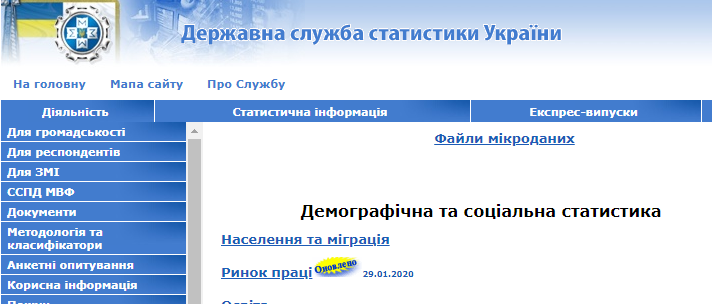 Державна служба статистики України
На головну Мапа сайту Про Службу
Діяльність Статистична інформація Експрес-випуски
Для громадськості
Для респондентів
Для ЗМІ
ССПД МВФ
Документи
Методологія та
класифікатори
Анкетні опитування
Корисна інформація
Файли мікроданих
Демографічна та соціальна статистика
Населення та міграція
Ринок праці Оновлено 29.01.2020